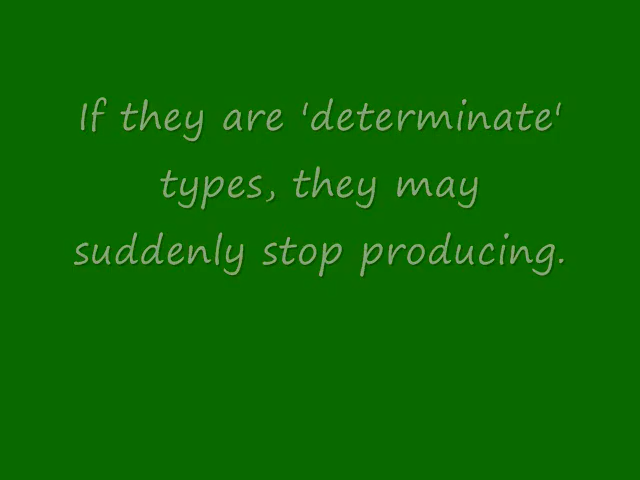 If they are 'determinate'
types, they may
suddenly stop producing.